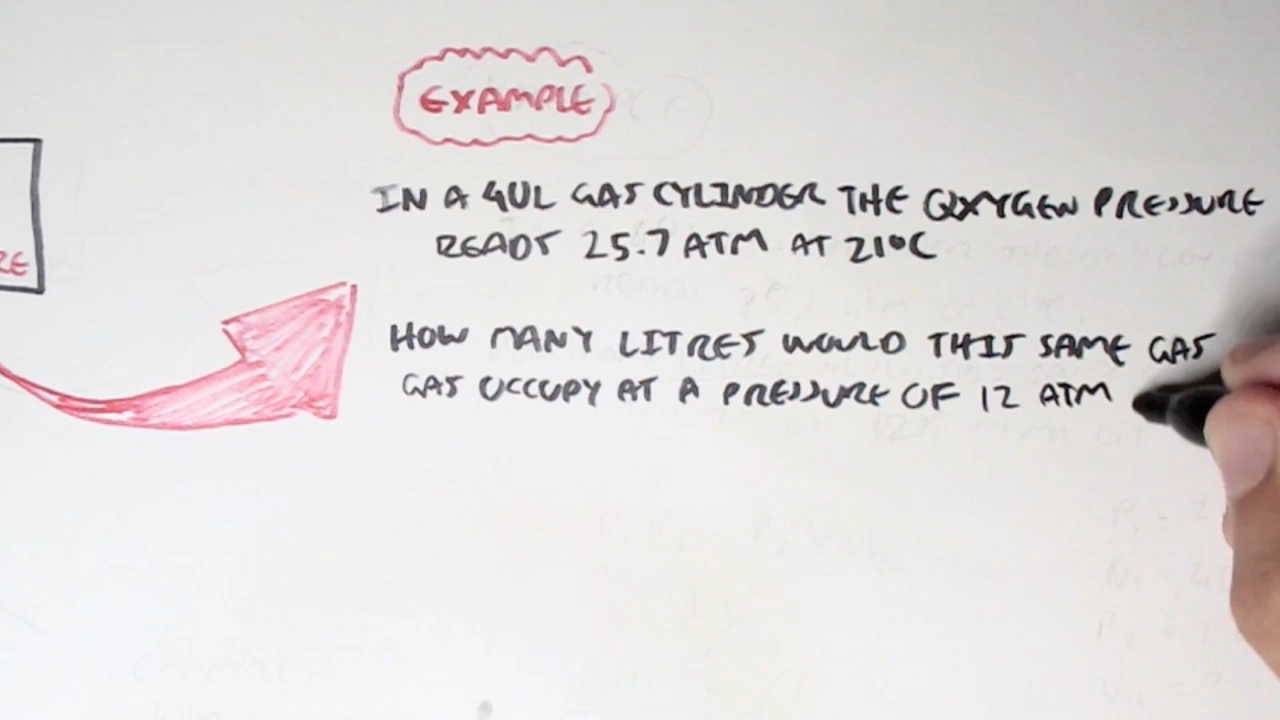 EXAMPLE
IN A 40L GAS CYLINDER THE OXYGEN PRESSURE
READS 25.7 ATM AT 21°C
RE
HOW MANY LITRES WOULD THIS SAME GAS
GAS OCCUPY AT A PRESSURE OF 12 ATM